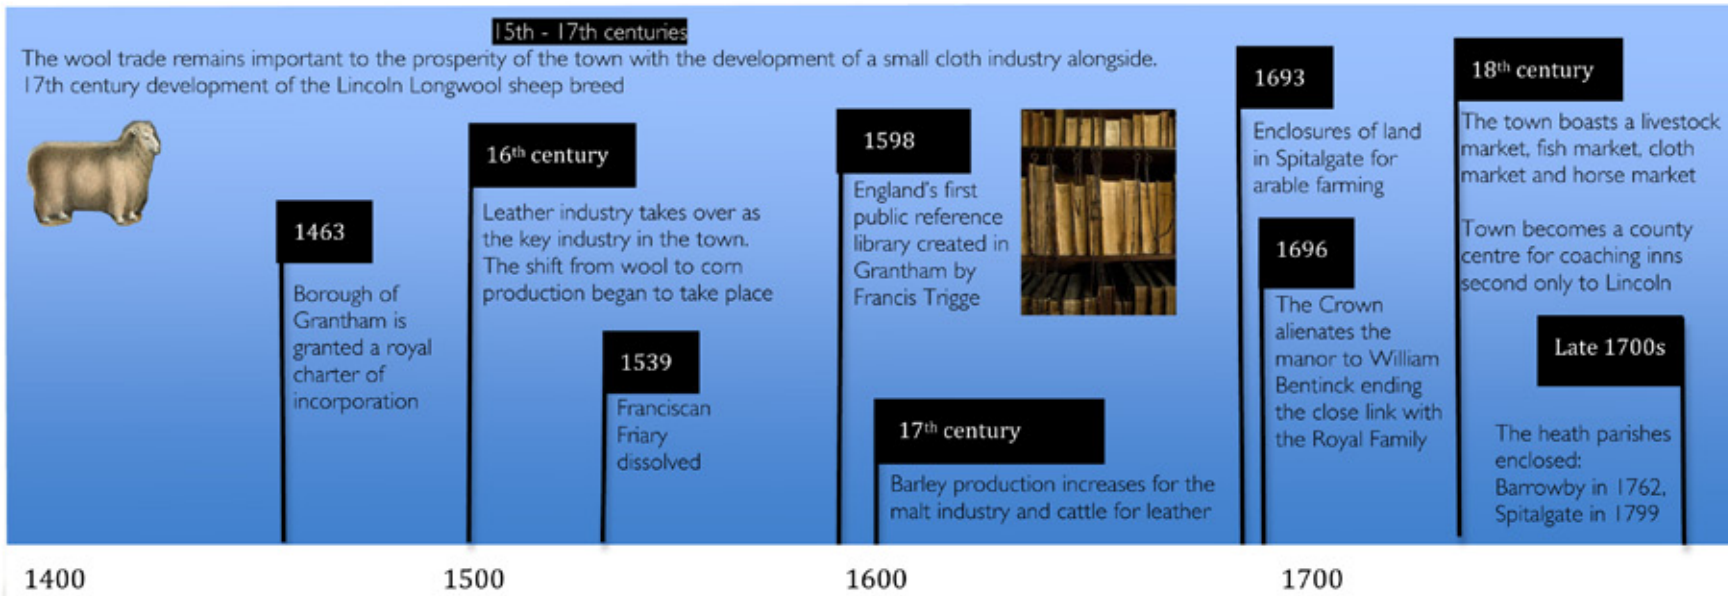 15th - 17th centuries
The wool trade remains important to the prosperity of the town with the development of a small cloth industry alongside.
17th century development of the Lincoln Longwool sheep breed
1463
Borough of
Grantham is
granted a royal
charter of
incorporation
16th century
Leather industry takes over as
the key industry in the town.
The shift from wool to corn
production began to take place
1539
Franciscan
Friary
dissolved
1598
England's first
public reference
library created in
Grantham by
Francis Trigge
17th century
Barley production increases for the
malt industry and cattle for leather
1693
Enclosures of land
in Spitalgate for
arable farming
1696
The Crown
alienates the
manor to William
Bentinck ending
the close link with
the Royal Family
18th century
The town boasts a livestock
market, fish market, cloth
market and horse market
Town becomes a county
centre for coaching inns
second only to Lincoln
Late 1700s
The heath parishes
enclosed:
Barrowby in 1762,
Spitalgate in 1799
1400
1500
1600
1700